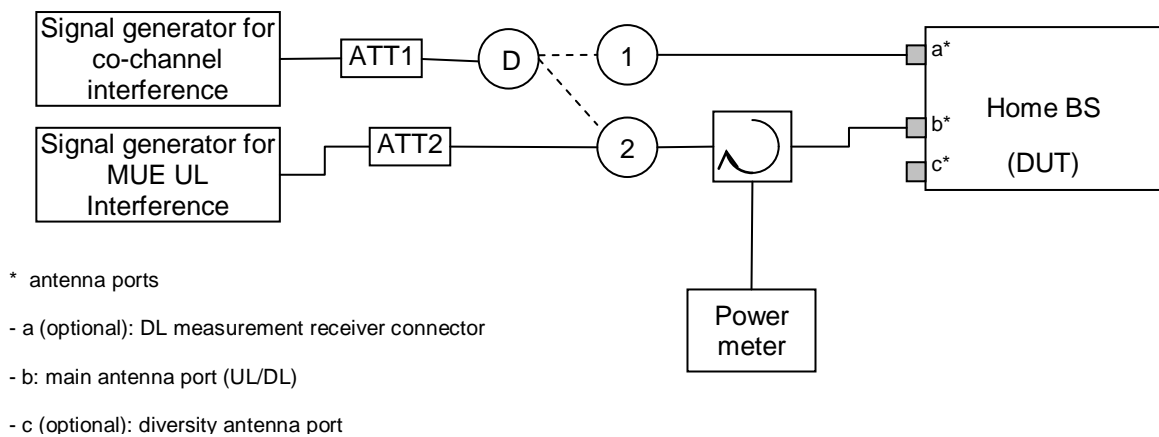 Signal generator for
co-channel
interference
ATT1
D
1
a*
Home BS
(DUT)
b*
c*
Signal generator for
MUE UL
Interference
ATT2
2
Power
meter
* antenna ports
- a (optional): DL measurement receiver connector
- b: main antenna port (UL/DL)
- c (optional): diversity antenna port